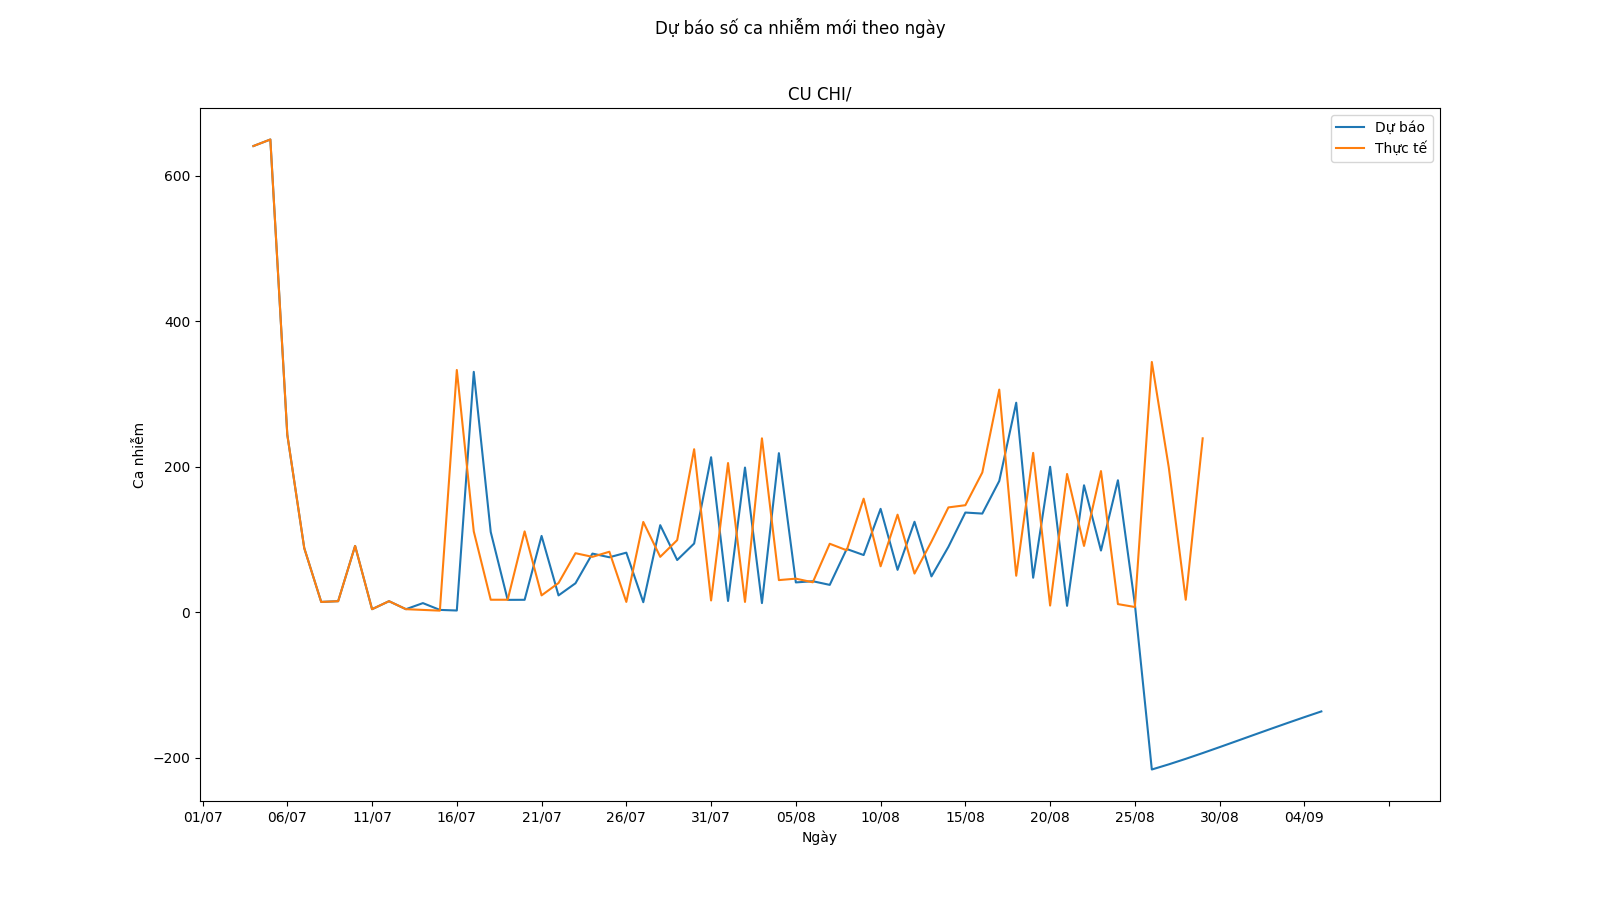 Dự báo số ca nhiễm mới theo ngày
CU CHI/
Dự báo
Thực tế
600
400
200
0
−200
Ca nhiễm
01/07 06/07 11/07 16/07 21/07 26/07 31/07 05/08 10/08 15/08 20/08 25/08 30/08 04/09
Ngày